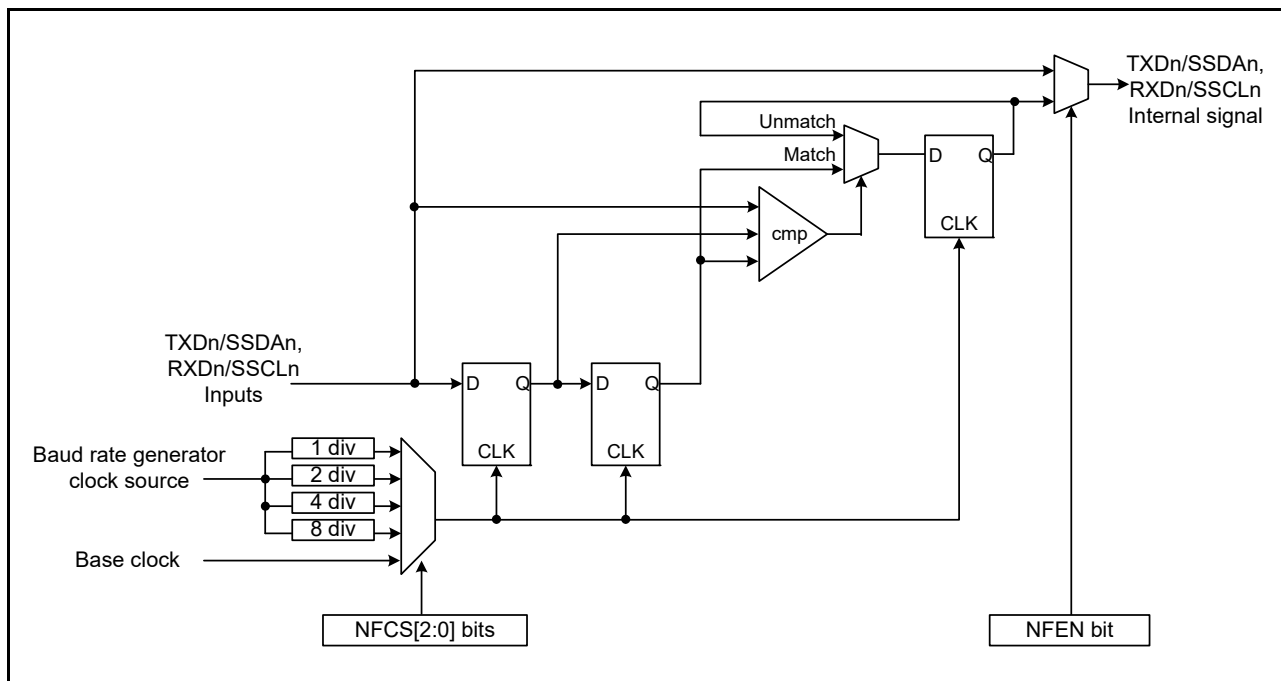 TXDn/SSDAn,
RXDn/SSCLn
Internal signal
Unmatch
Match
D
Q
CLK
cmp
TXDn/SSDAn,
RXDn/SSCLn
Inputs
D
Q
CLK
D
Q
CLK
Baud rate generator
clock source
1 div
2 div
4 div
8 div
Base clock
NFCS[2:0] bits
NFEN bit